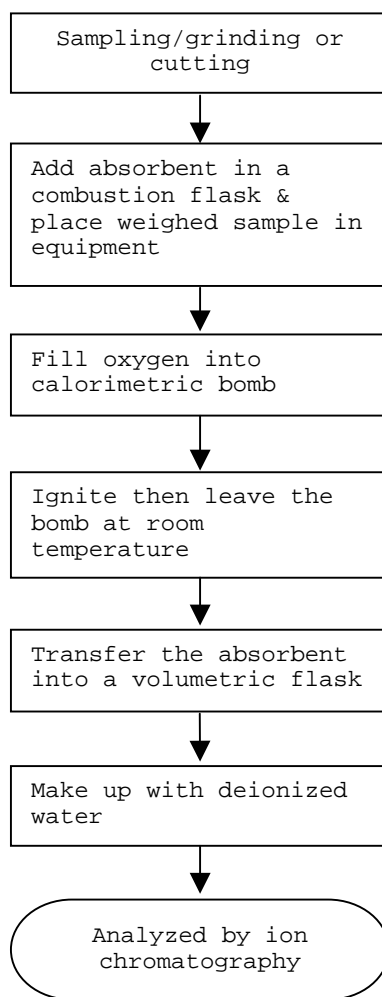 Sampling/grinding or
cutting
Add absorbent in a
combustion flask &
place weighed sample in
equipment
Fill oxygen into
calorimetric bomb
Ignite then leave the
bomb at room
temperature
Transfer the absorbent
into a volumetric flask
Make up with deionized
water
Analyzed by ion
chromatography